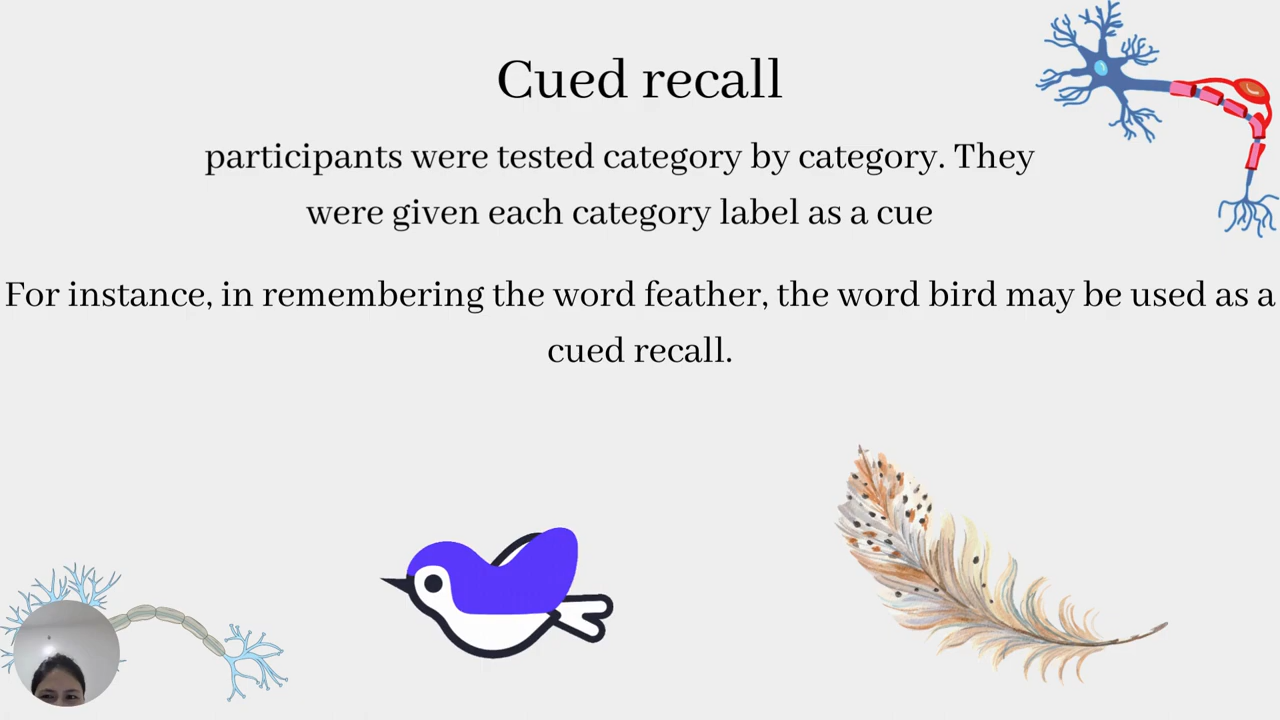 Cued recall
participants were tested category by category. They
were given each category label as a cue
For instance, in remembering the word feather, the word bird may be used as a
cued recall.